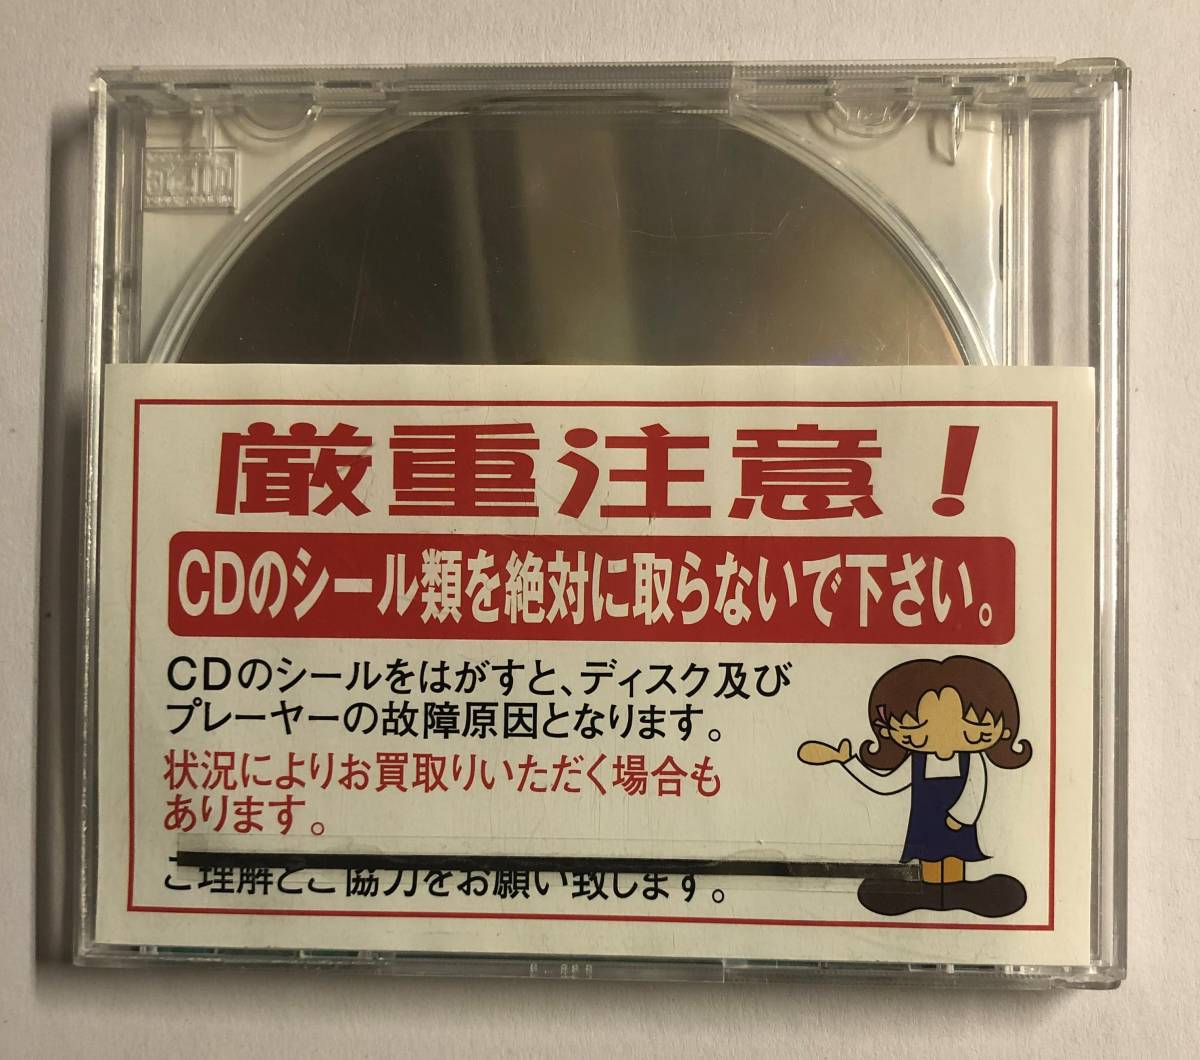 厳重注意！
CDのシール類を絶対に取らないで下さい。
CDのシールをはがすと、ディスク及び
プレーヤーの故障原因となります。
状況によりお買取りいただく場合も
あります。
ご理解とご協力をお願い致します。